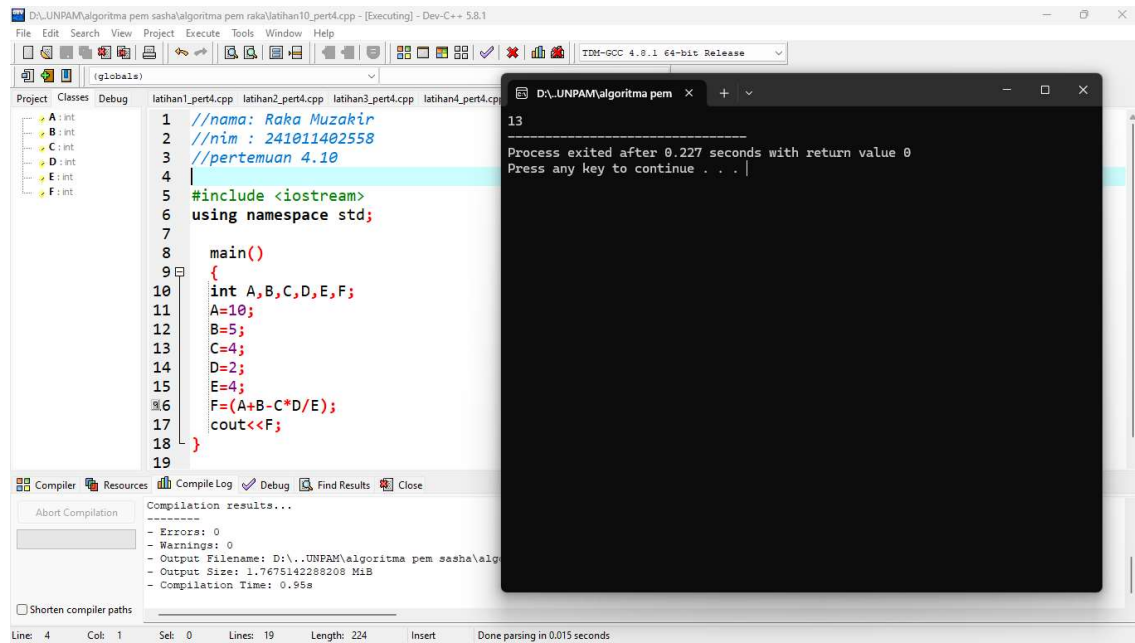 D:\..UNPAM\algoritma pem sasha\algoritma pem raka\latihan10_pert4.cpp - [Executing] - Dev-C++ 5.8.1
File Edit Search View Project Execute Tools Window Help
TDM-GCC 4.8.1 64-bit Release
(globals)
Project Classes Debug
latihan1_pert4.cpp latihan2_pert4.cpp latihan3_pert4.cpp latihan4_pert4.cpp
A : int
B : int
C : int
D : int
E : int
F : int
1 //nama: Raka Muzakir
2 //nim : 241011402558
3 //pertemuan 4.10
4
5 #include <iostream>
6 using namespace std;
7
8 main()
9 {
10 int A,B,C,D,E,F;
11 A=10;
12 B=5;
13 C=4;
14 D=2;
15 E=4;
6 F=(A+B-C*D/E);
17 cout<<F;
18 }
19
D:\..UNPAM\algoritma pem
13
--------------------------------
Process exited after 0.227 seconds with return value 0
Press any key to continue . . .
Compiler Resources Compile Log Debug Find Results Close
Abort Compilation
Shorten compiler paths
Compilation results...
--------
- Errors: 0
- Warnings: 0
- Output Filename: D:\..UNPAM\algoritma pem sasha\algo
- Output Size: 1.7675142288208 MiB
- Compilation Time: 0.95s
Line: 4 Col: 1 Sel: 0 Lines: 19 Length: 224 Insert Done parsing in 0.015 seconds